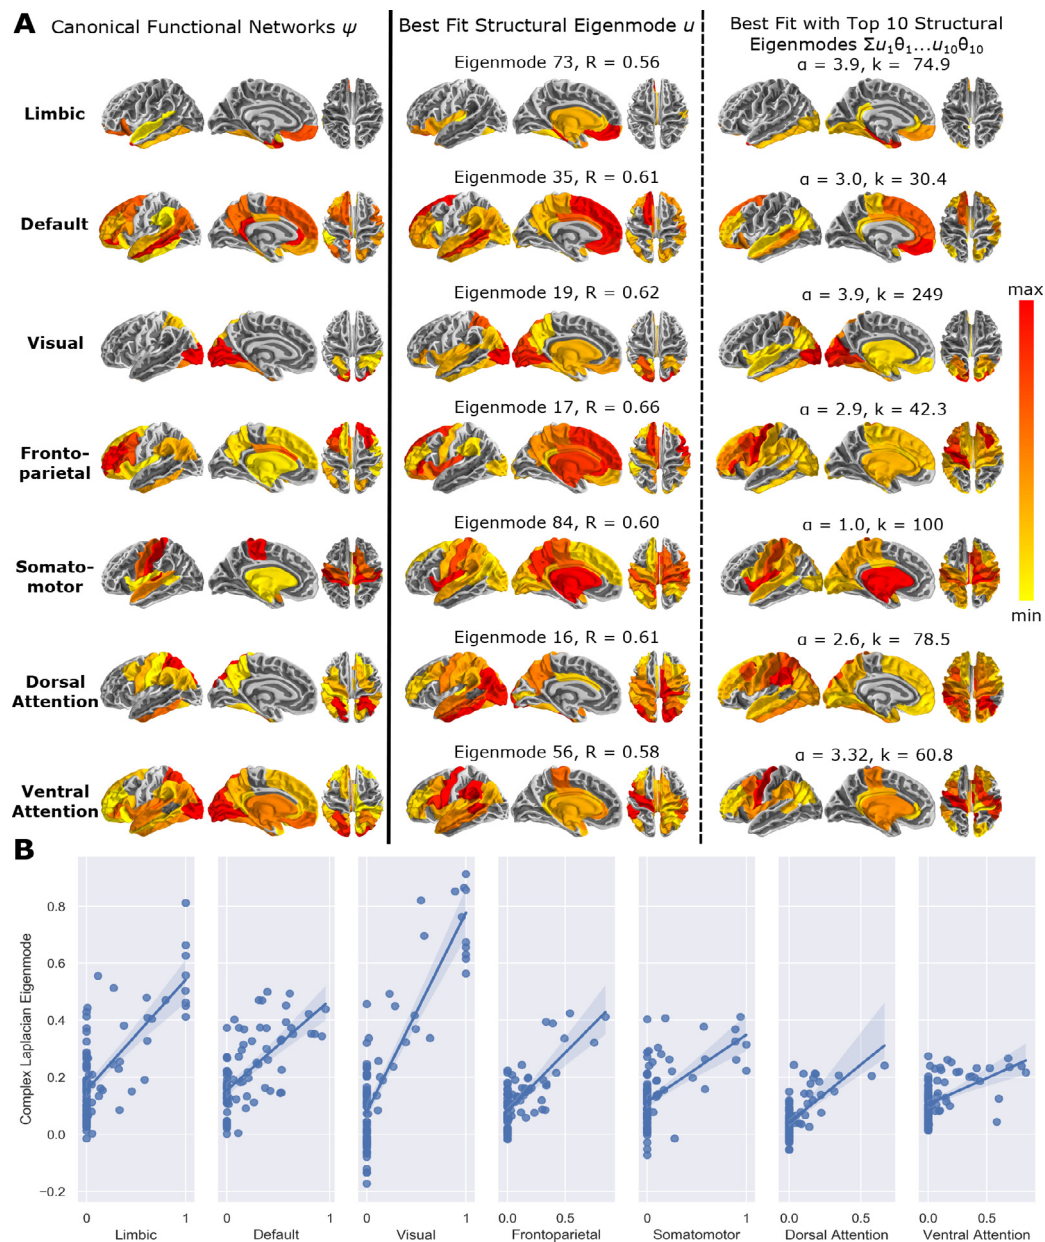 A
Canonical Functional Networks ψ
Best Fit Structural Eigenmode u
Best Fit with Top 10 Structural
Eigenmodes Σu₁θ₁...u₁₀θ₁₀
Limbic
Eigenmode 73, R = 0.56
ɑ = 3.9, k = 74.9
Default
Eigenmode 35, R = 0.61
ɑ = 3.0, k = 30.4
Visual
Eigenmode 19, R = 0.62
ɑ = 3.9, k = 249
max
min
Fronto-
parietal
Eigenmode 17, R = 0.66
ɑ = 2.9, k = 42.3
Somato-
motor
Eigenmode 84, R = 0.60
ɑ = 1.0, k = 100
Dorsal
Attention
Eigenmode 16, R = 0.61
ɑ = 2.6, k = 78.5
Ventral
Attention
Eigenmode 56, R = 0.58
ɑ = 3.32, k = 60.8
B
Complex Laplacian Eigenmode
0.8
0.6
0.4
0.2
0.0
−0.2
0 1
0 1
0 1
0.0 0.5
0 1
0.0 0.5
0.0 0.5
Limbic
Default
Visual
Frontoparietal
Somatomotor
Dorsal Attention
Ventral Attention